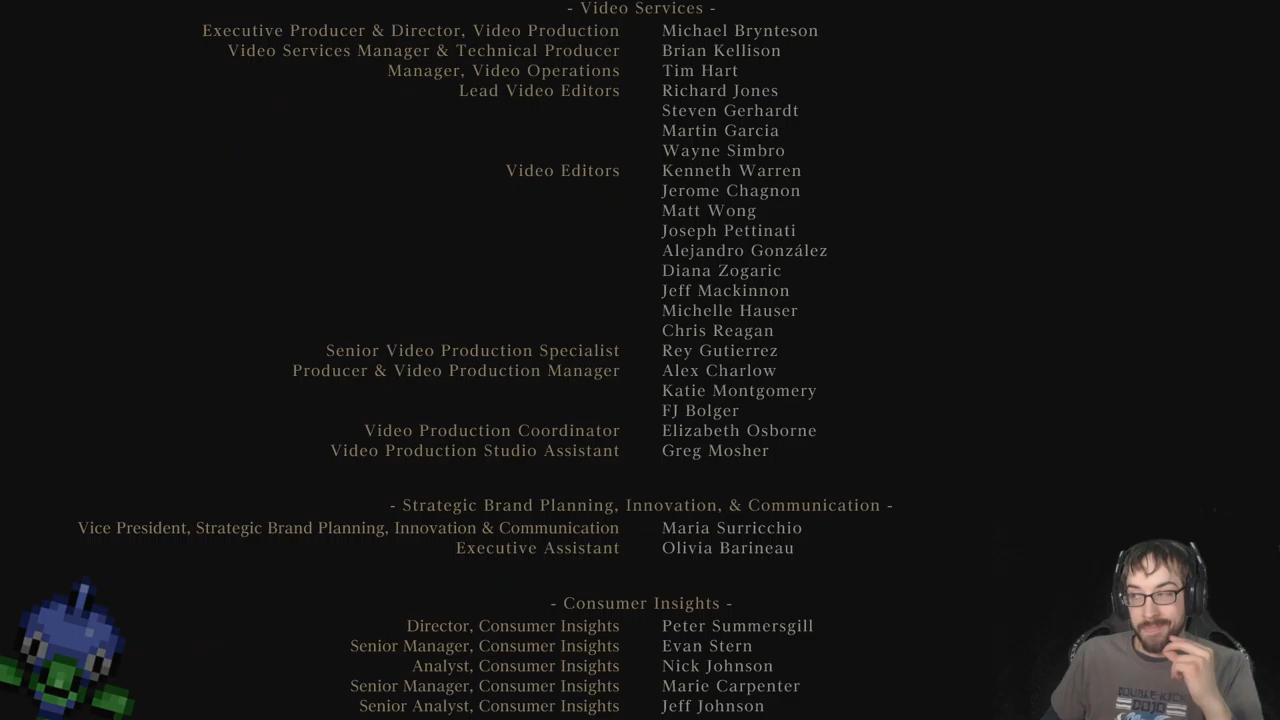 - Video Services -
Executive Producer & Director, Video Production Michael Brynteson
Video Services Manager & Technical Producer Brian Kellison
Manager, Video Operations Tim Hart
Lead Video Editors Richard Jones
Steven Gerhardt
Martin Garcia
Wayne Simbro
Video Editors Kenneth Warren
Jerome Chagnon
Matt Wong
Joseph Pettinati
Alejandro González
Diana Zogaric
Jeff Mackinnon
Michelle Hauser
Chris Reagan
Senior Video Production Specialist Rey Gutierrez
Producer & Video Production Manager Alex Charlow
Katie Montgomery
FJ Bolger
Video Production Coordinator Elizabeth Osborne
Video Production Studio Assistant Greg Mosher
- Strategic Brand Planning, Innovation, & Communication -
Vice President, Strategic Brand Planning, Innovation & Communication Maria Surricchio
Executive Assistant Olivia Barineau
- Consumer Insights -
Director, Consumer Insights Peter Summersgill
Senior Manager, Consumer Insights Evan Stern
Analyst, Consumer Insights Nick Johnson
Senior Manager, Consumer Insights Marie Carpenter
Senior Analyst, Consumer Insights Jeff Johnson
DOUBLE-KICK
DOJO